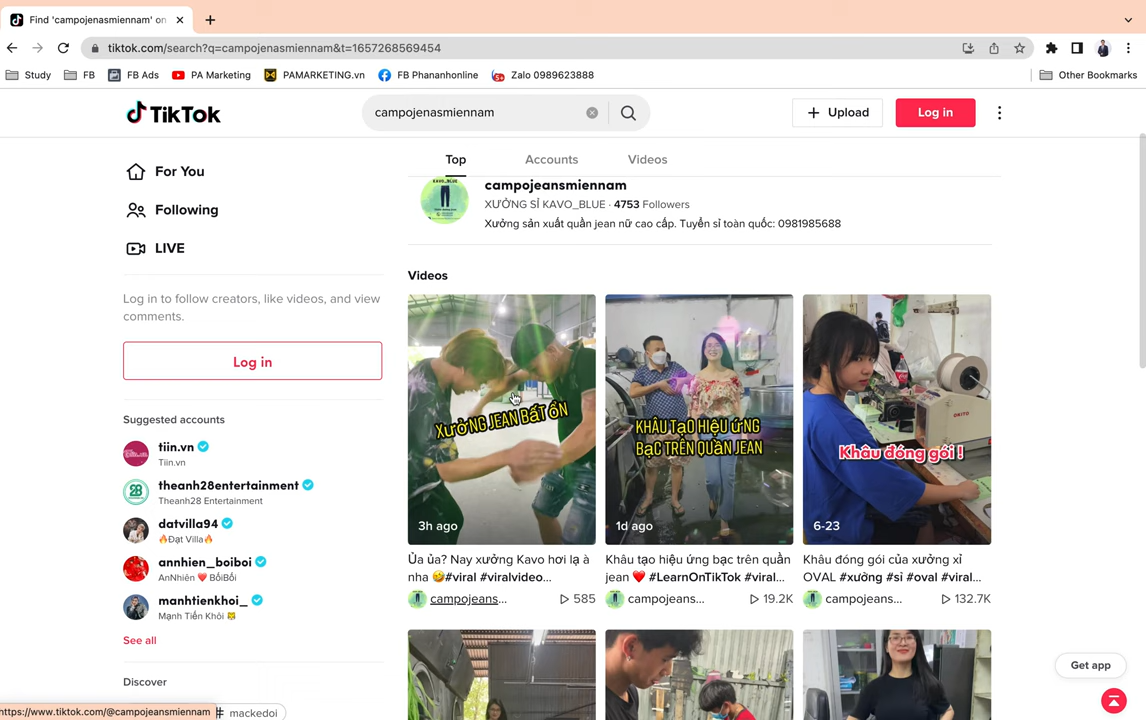 Find 'campojenasmiennam' on
tiktok.com/search?q=campojenasmiennam&t=1657268569454
Study
FB
FB Ads
PA Marketing
PAMARKETING.vn
FB Phananhonline
Zalo 0989623888
Other Bookmarks
TikTok
campojenasmiennam
Upload
Log in
For You
Following
LIVE
Log in to follow creators, like videos, and view
comments.
Log in
Suggested accounts
tiin.vn
Tiin.vn
theanh28entertainment
Theanh28 Entertainment
datvilla94
🔥Đạt Villa🔥
annhien_boiboi
AnNhiên ❤️ BốiBối
manhtienkhoi_
Mạnh Tiến Khôi 🐯
See all
Discover
# mackedoi
https://www.tiktok.com/@campojeansmiennam
Top
Accounts
Videos
KAVO_BLUE
campojeansmiennam
XƯỞNG SỈ KAVO_BLUE · 4753 Followers
Xưởng sản xuất quần jean nữ cao cấp. Tuyển sỉ toàn quốc: 0981985688
Videos
XƯỞNG JEAN BẤT ỔN
3h ago
Ủa ủa? Nay xưởng Kavo hơi lạ à
nha 🤣#viral #viralvideo...
campojeans...
585
KHÂU TẠO HIỆU ỨNG
BẠC TRÊN QUẦN JEAN
1d ago
Khâu tạo hiệu ứng bạc trên quần
jean ❤️ #LearnOnTikTok #viral...
campojeans...
19.2K
OKITO
Khâu đóng gói !
6-23
Khâu đóng gói của xưởng xỉ
OVAL #xưởng #sỉ #oval #viral...
campojeans...
132.7K
Get app